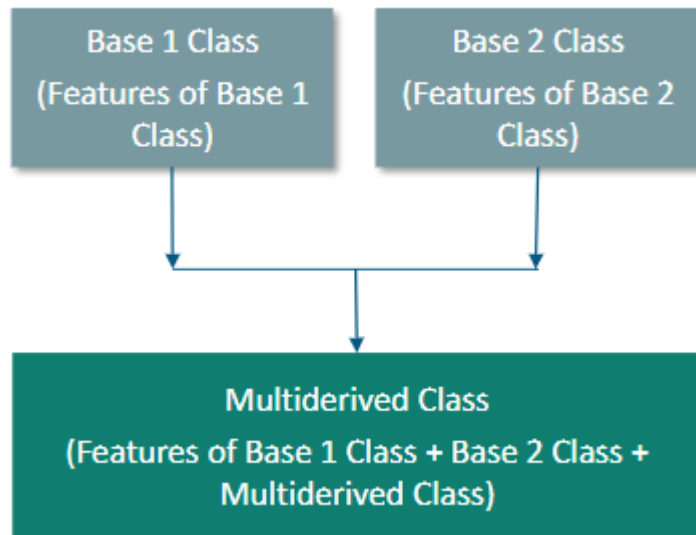 Base 1 Class
(Features of Base 1
Class)
Base 2 Class
(Features of Base 2
Class)
Multiderived Class
(Features of Base 1 Class + Base 2 Class +
Multiderived Class)